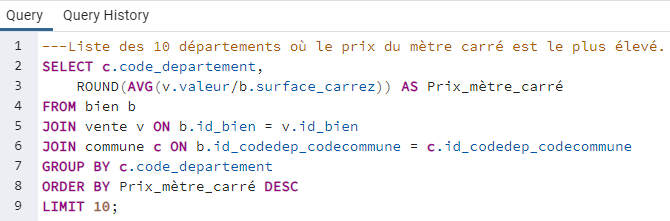 Query Query History
1 ---Liste des 10 départements où le prix du mètre carré est le plus élevé.
2 SELECT c.code_departement,
3 ROUND(AVG(v.valeur/b.surface_carrez)) AS Prix_mètre_carré
4 FROM bien b
5 JOIN vente v ON b.id_bien = v.id_bien
6 JOIN commune c ON b.id_codedep_codecommune = c.id_codedep_codecommune
7 GROUP BY c.code_departement
8 ORDER BY Prix_mètre_carré DESC
9 LIMIT 10;